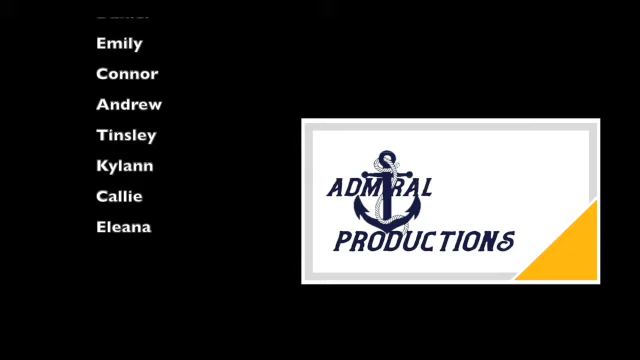 Emily
Connor
Andrew
Tinsley
Kylann
Callie
Eleana
ADMIRAL
PRODUCTIONS